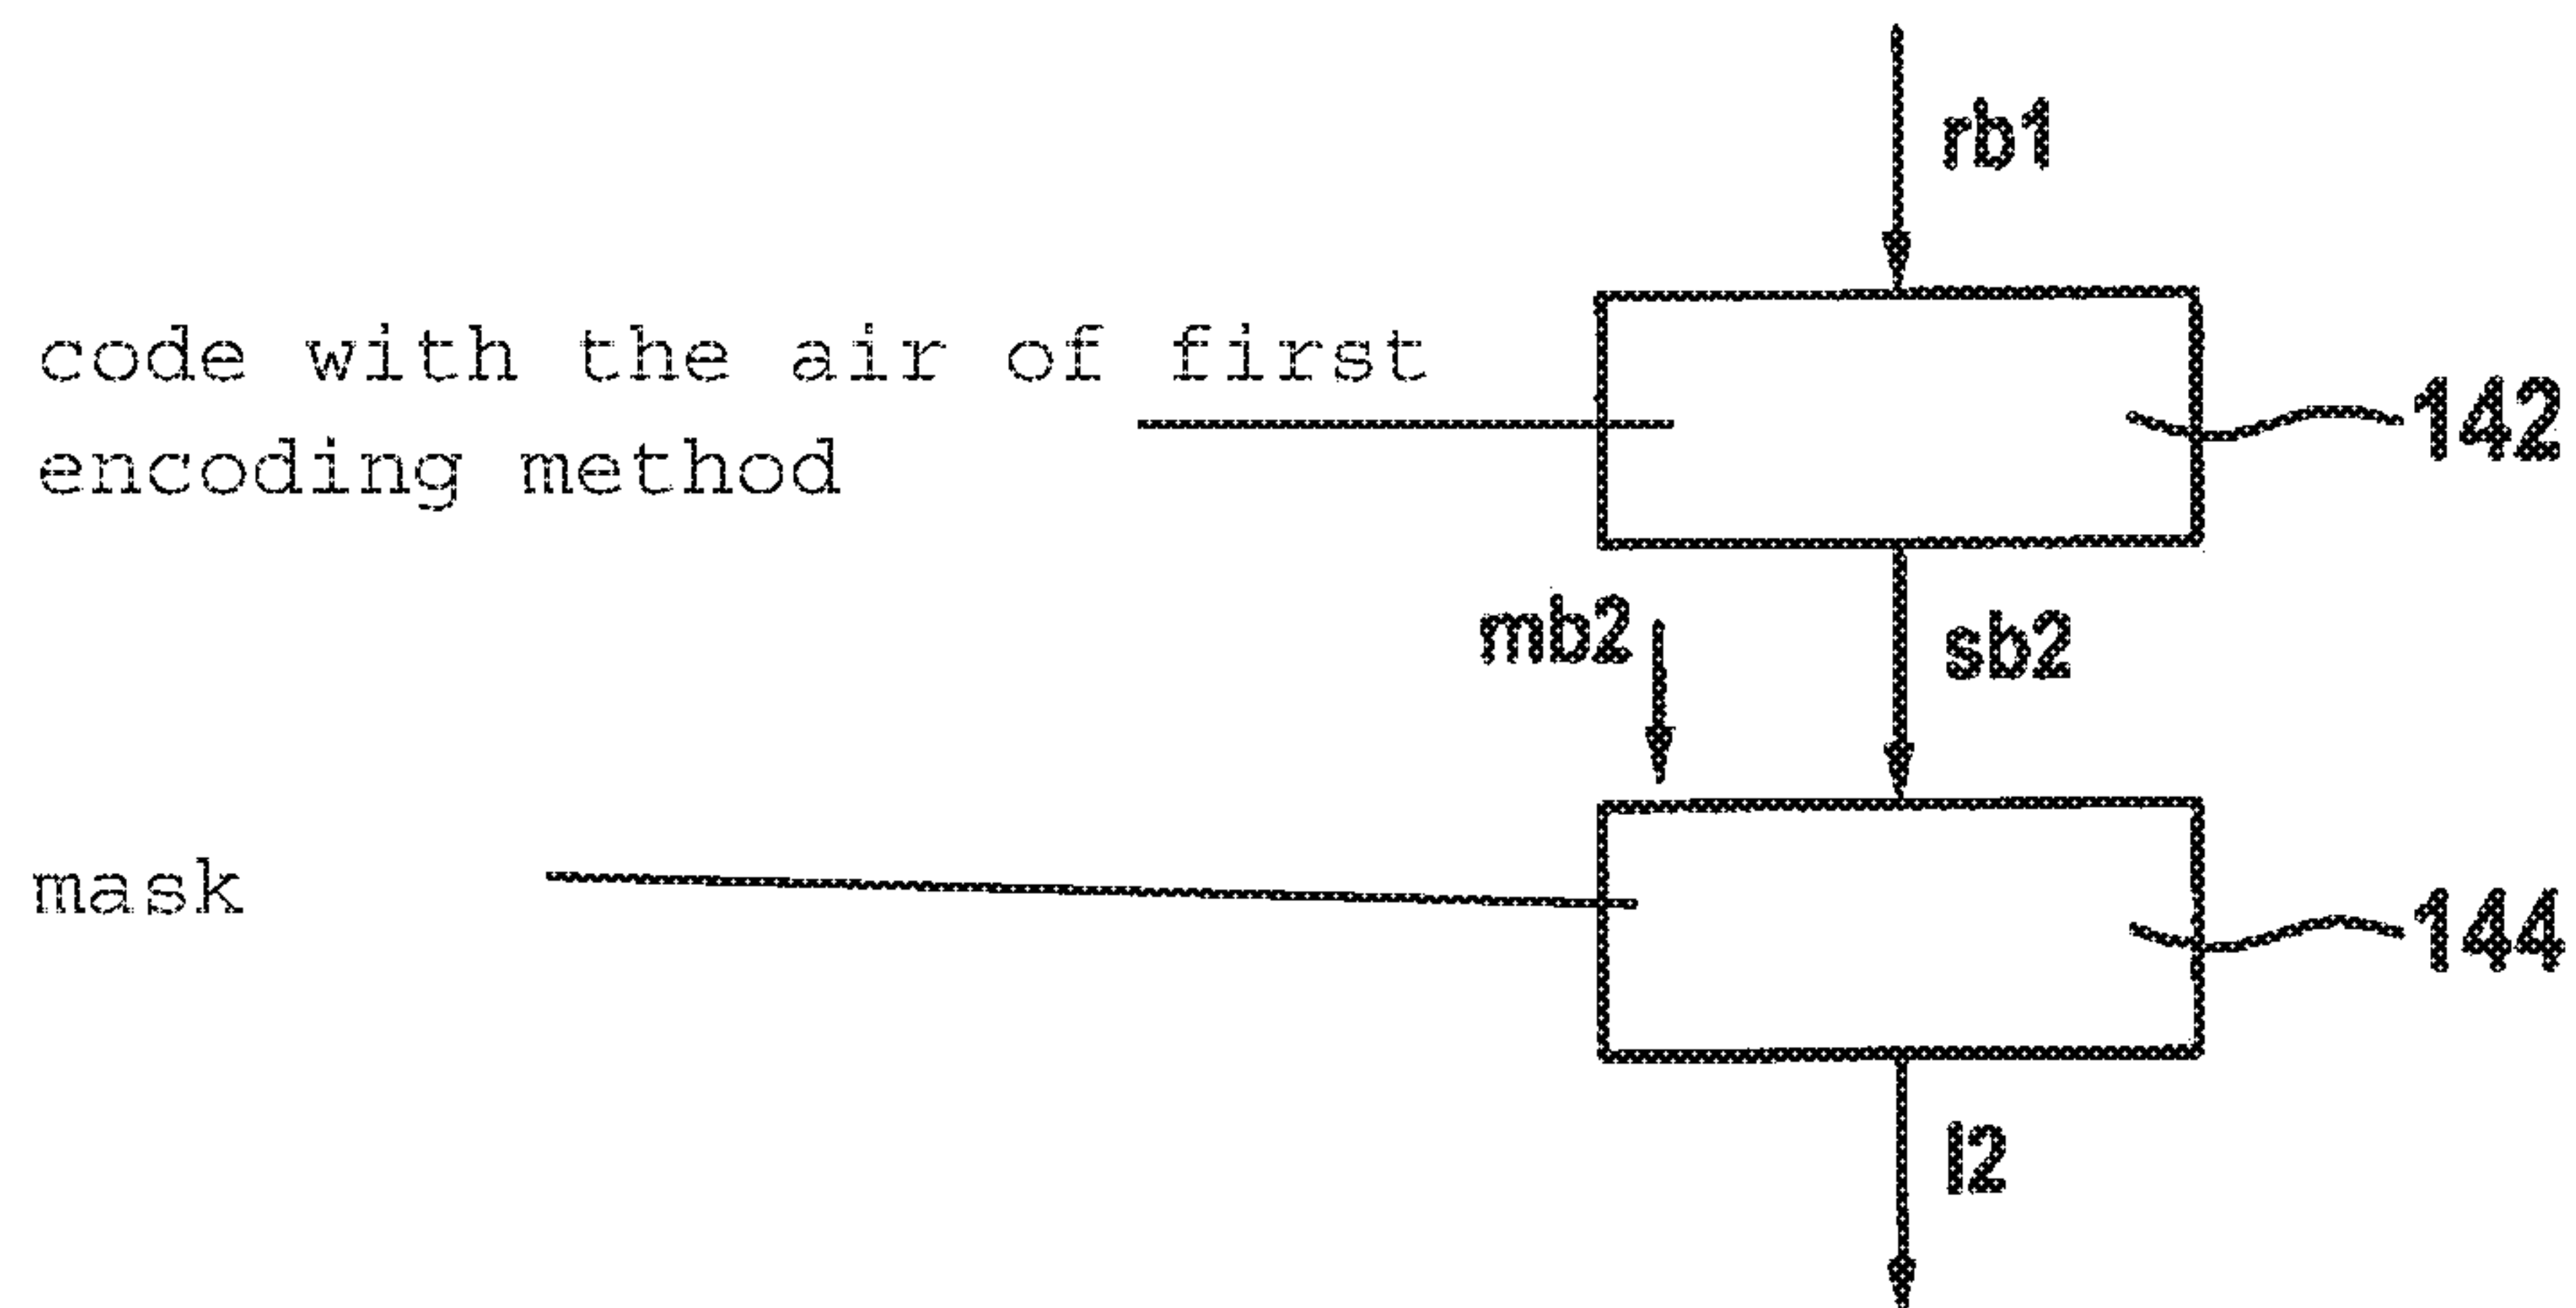 rb1
code with the air of first
encoding method
142
mb2
sb2
mask
144
l2